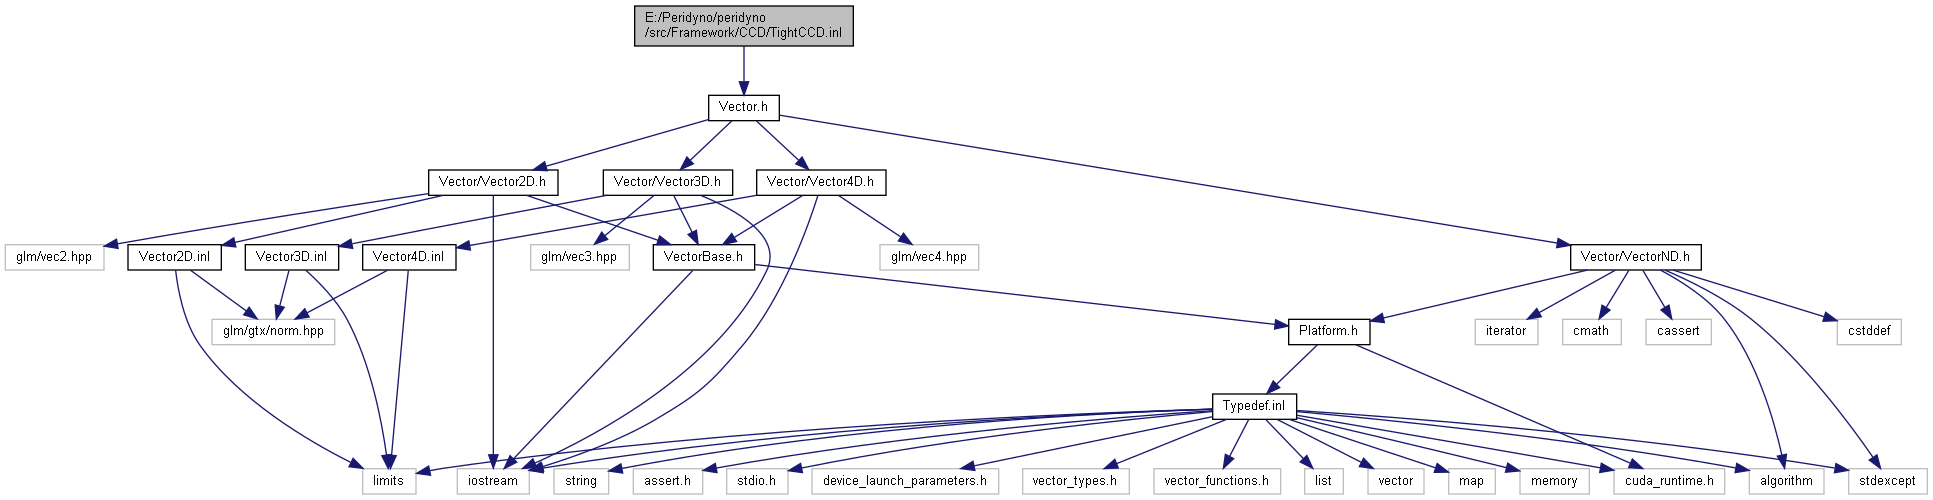 E:/Peridyno/peridyno
/src/Framework/CCD/TightCCD.inl
Vector.h
Vector/Vector2D.h
Vector/Vector3D.h
Vector/Vector4D.h
glm/vec2.hpp
Vector2D.inl
Vector3D.inl
Vector4D.inl
glm/vec3.hpp
VectorBase.h
glm/vec4.hpp
Vector/VectorND.h
glm/gtx/norm.hpp
Platform.h
iterator
cmath
cassert
cstddef
Typedef.inl
limits
iostream
string
assert.h
stdio.h
device_launch_parameters.h
vector_types.h
vector_functions.h
list
vector
map
memory
cuda_runtime.h
algorithm
stdexcept